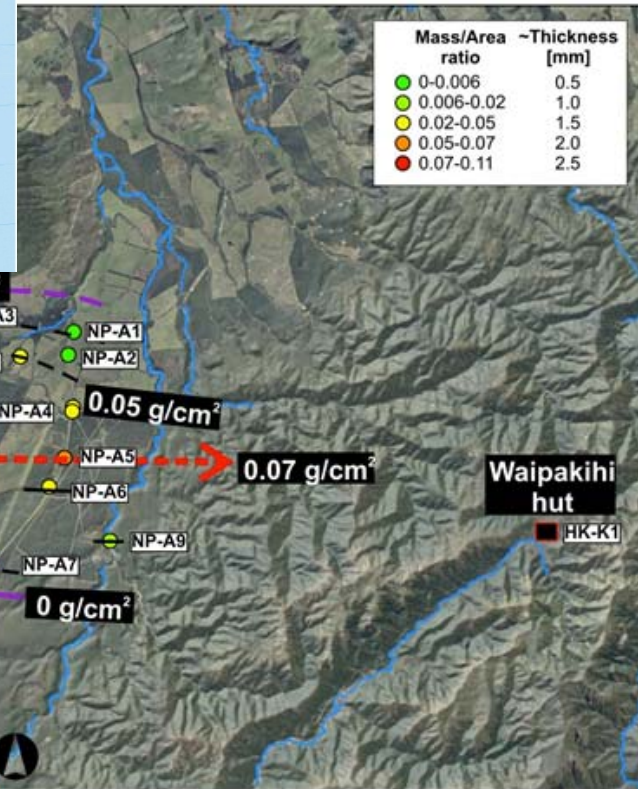 Mass/Area ~Thickness
ratio [mm]
0-0.006 0.5
0.006-0.02 1.0
0.02-0.05 1.5
0.05-0.07 2.0
0.07-0.11 2.5
NP-A1
NP-A2
0.05 g/cm²
NP-A4
NP-A5
0.07 g/cm²
NP-A6
Waipakihi
hut
HK-K1
NP-A9
NP-A7
0 g/cm²